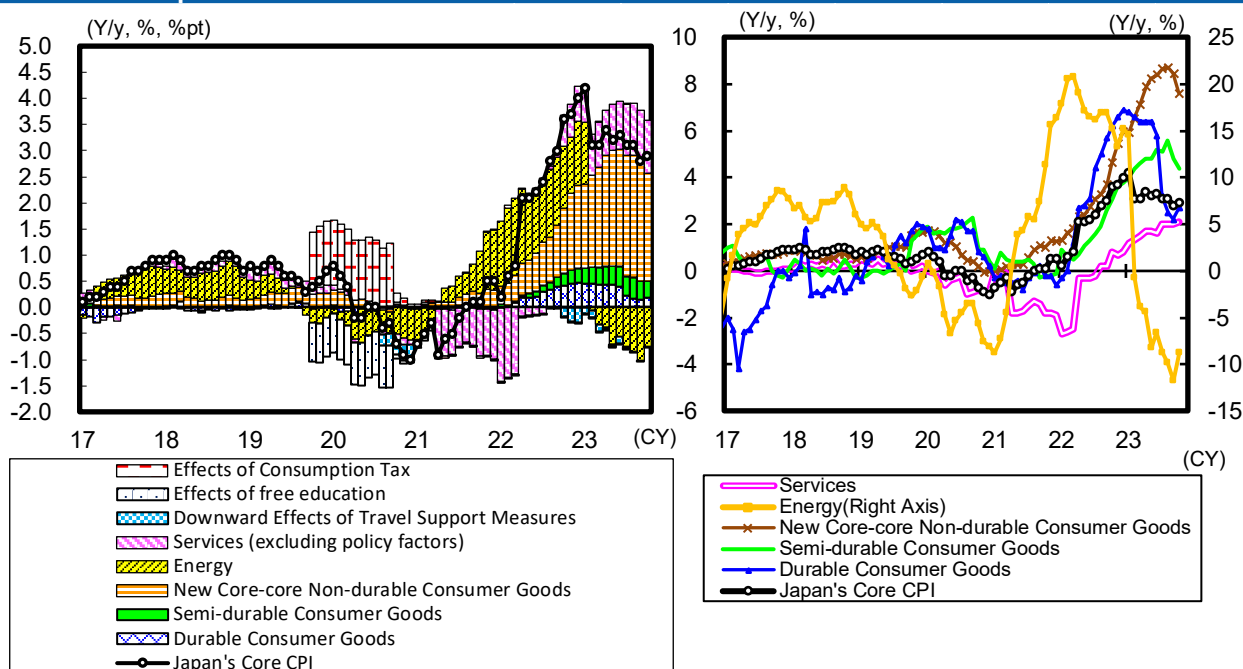 (Y/y, %, %pt)
5.0
4.5
4.0
3.5
3.0
2.5
2.0
1.5
1.0
0.5
0.0
-0.5
-1.0
-1.5
-2.0
17 18 19 20 21 22 23 (CY)
Effects of Consumption Tax
Effects of free education
Downward Effects of Travel Support Measures
Services (excluding policy factors)
Energy
New Core-core Non-durable Consumer Goods
Semi-durable Consumer Goods
Durable Consumer Goods
Japan's Core CPI
(Y/y, %) (Y/y, %)
10
8
6
4
2
0
-2
-4
-6
25
20
15
10
5
0
-5
-10
-15
17 18 19 20 21 22 23
(CY)
Services
Energy(Right Axis)
New Core-core Non-durable Consumer Goods
Semi-durable Consumer Goods
Durable Consumer Goods
Japan's Core CPI